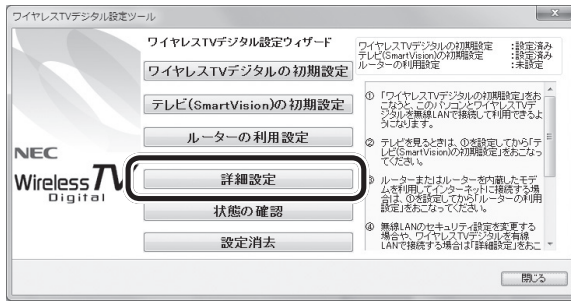 ワイヤレスTVデジタル設定ツール
x
ワイヤレスTVデジタル設定ウィザード
ワイヤレスTVデジタルの初期設定 :設定済み
テレビ(SmartVision)の初期設定 :設定済み
ルーターの利用設定 :未設定
ワイヤレスTVデジタルの初期設定
テレビ(SmartVision)の初期設定
ルーターの利用設定
詳細設定
状態の確認
設定消去
NEC
Wireless TV
Digital
① 「ワイヤレスTVデジタルの初期設定」をお
こなうと、このパソコンとワイヤレスTVデ
ジタルを無線LANで接続して利用できるよ
うになります。
② テレビを見るときは、①を設定してから「テ
レビ(SmartVision)の初期設定」をおこなっ
てください。
③ ルーターまたはルーターを内蔵したモデ
ムを利用してインターネットに接続する場
合は、①を設定してから「ルーターの利用
設定」をおこなってください。
④ 無線LANのセキュリティ設定を変更する
場合や、ワイヤレスTVデジタルを有線
LANで接続する場合は「詳細設定」をおこ
閉じる